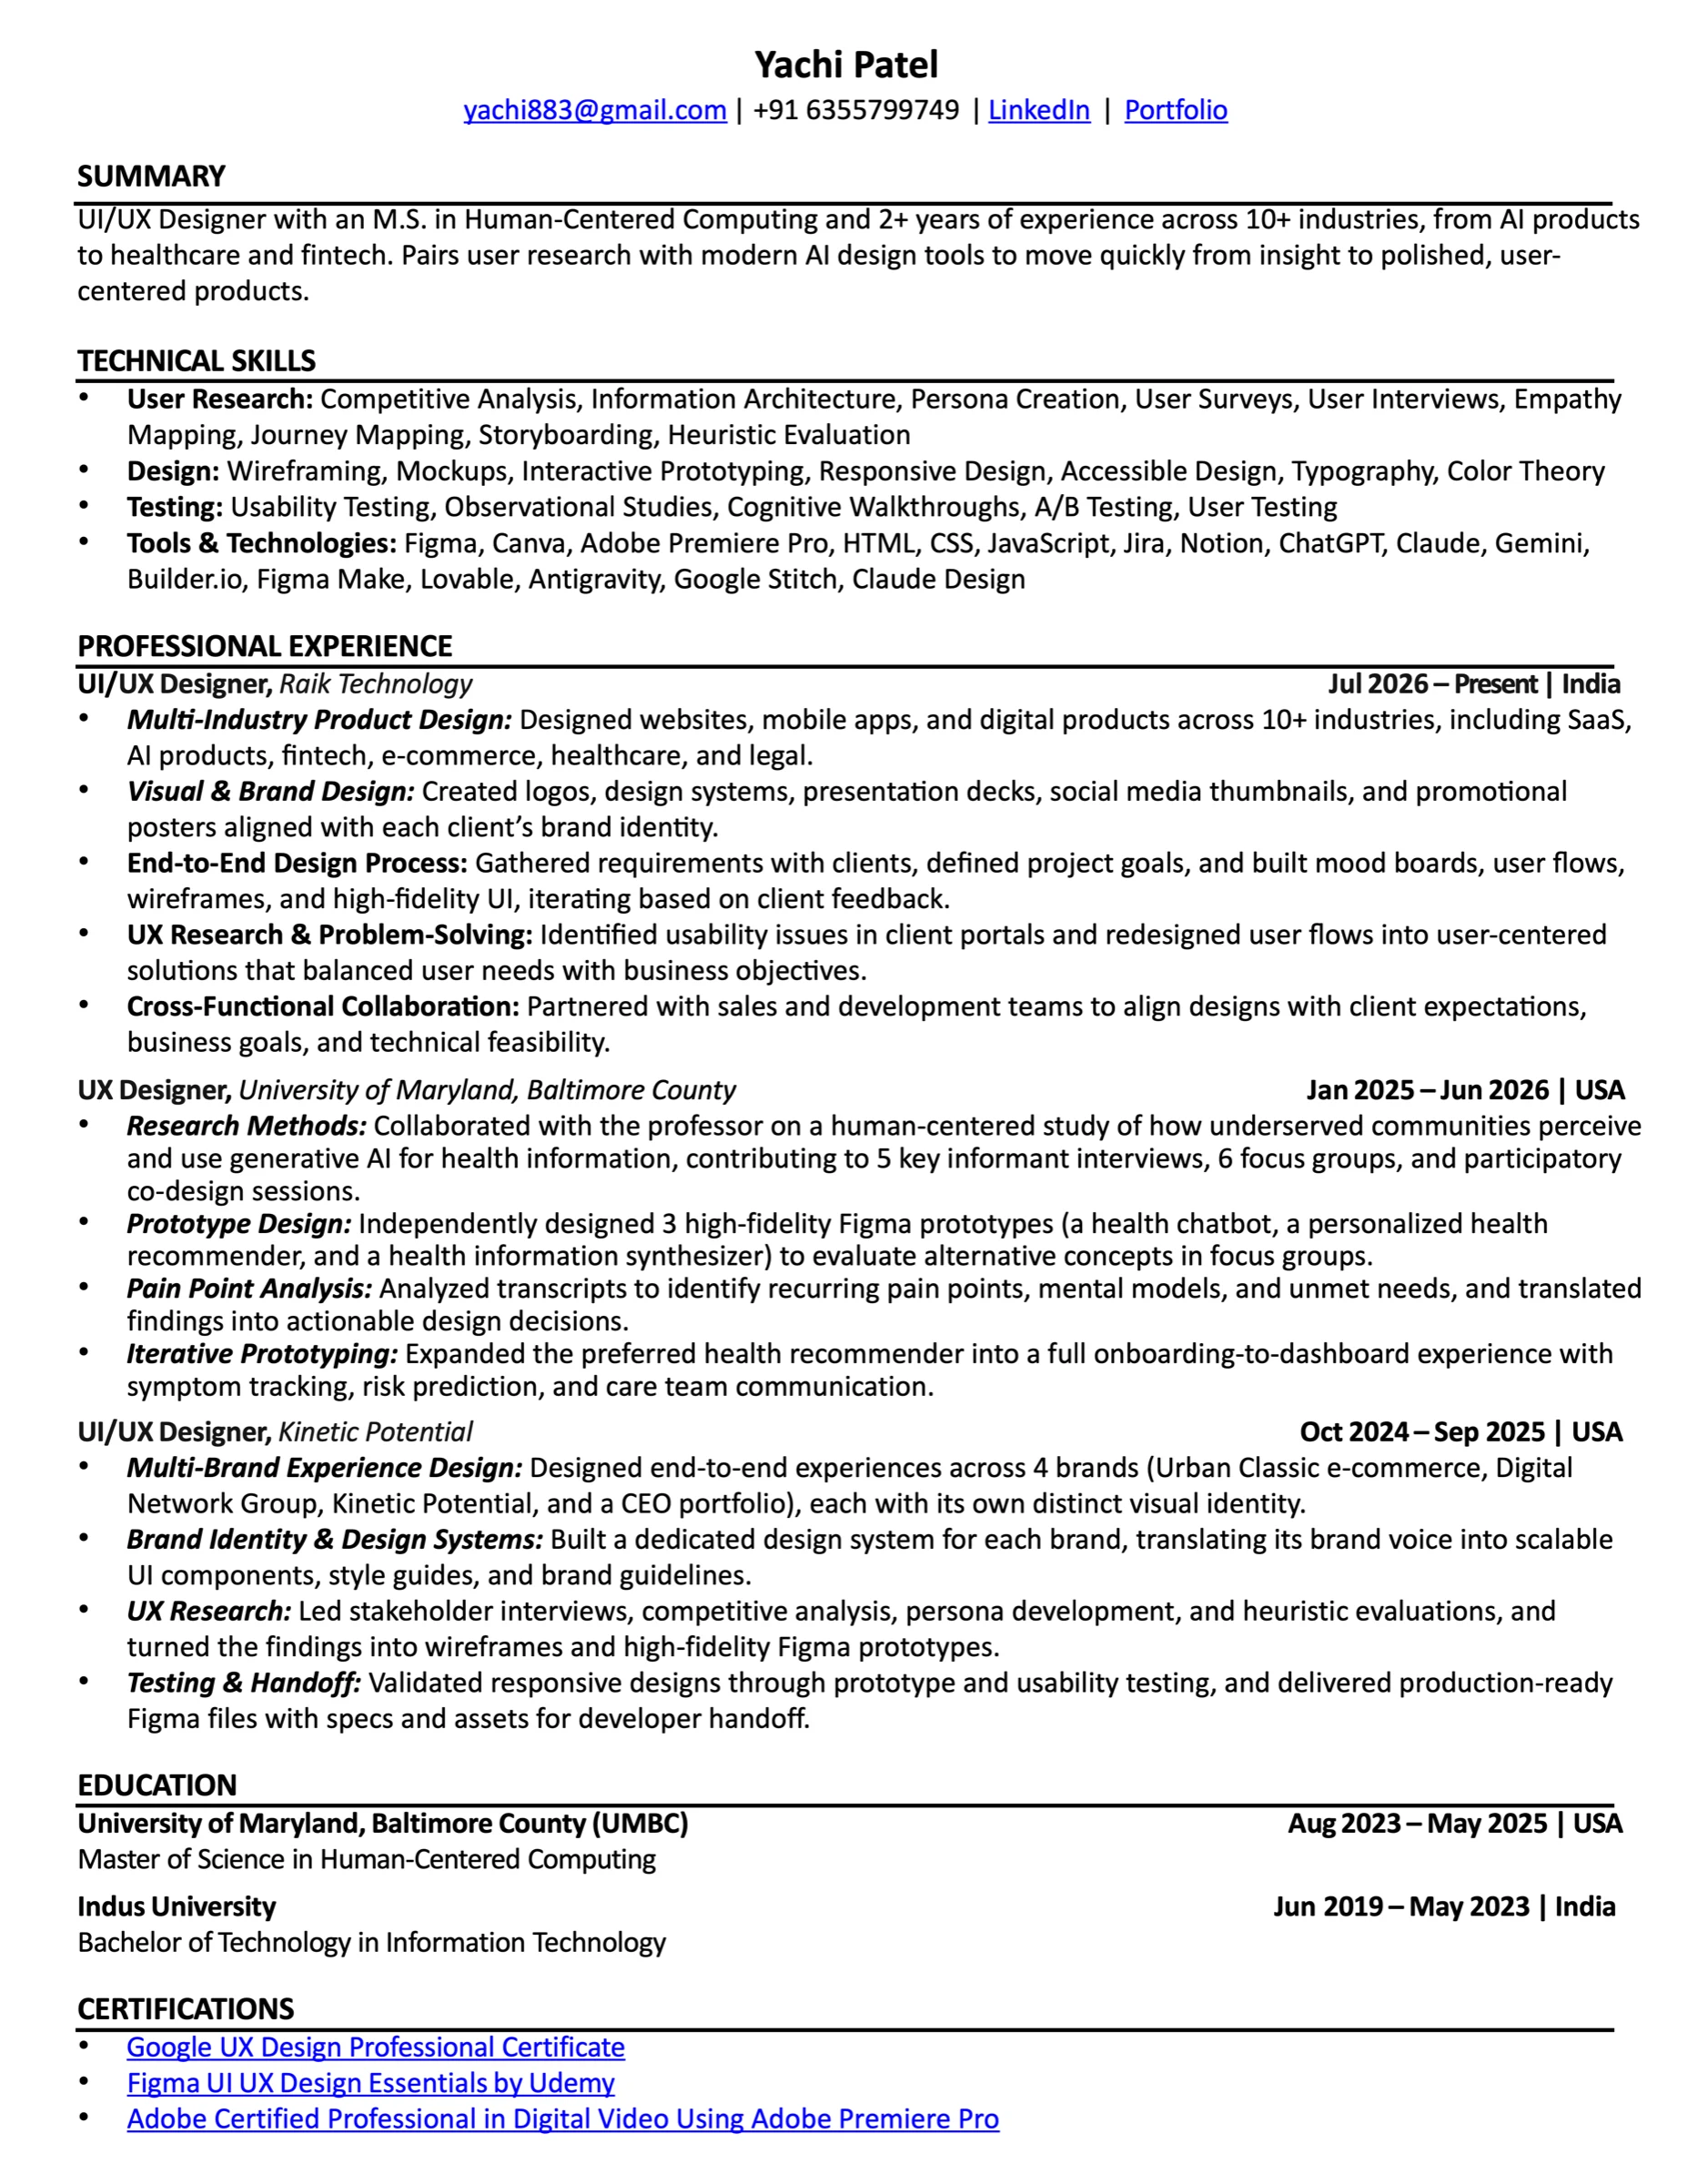 Yachi Patel
yachi883@gmail.com | +91 6355799749 | LinkedIn | Portfolio
SUMMARY
UI/UX Designer with an M.S. in Human-Centered Computing and 2+ years of experience across 10+ industries, from AI products
to healthcare and fintech. Pairs user research with modern AI design tools to move quickly from insight to polished, user-
centered products.
TECHNICAL SKILLS
• User Research: Competitive Analysis, Information Architecture, Persona Creation, User Surveys, User Interviews, Empathy
Mapping, Journey Mapping, Storyboarding, Heuristic Evaluation
• Design: Wireframing, Mockups, Interactive Prototyping, Responsive Design, Accessible Design, Typography, Color Theory
• Testing: Usability Testing, Observational Studies, Cognitive Walkthroughs, A/B Testing, User Testing
• Tools & Technologies: Figma, Canva, Adobe Premiere Pro, HTML, CSS, JavaScript, Jira, Notion, ChatGPT, Claude, Gemini,
Builder.io, Figma Make, Lovable, Antigravity, Google Stitch, Claude Design
PROFESSIONAL EXPERIENCE
UI/UX Designer, Raik Technology Jul 2026 – Present | India
• Multi-Industry Product Design: Designed websites, mobile apps, and digital products across 10+ industries, including SaaS,
AI products, fintech, e-commerce, healthcare, and legal.
• Visual & Brand Design: Created logos, design systems, presentation decks, social media thumbnails, and promotional
posters aligned with each client’s brand identity.
• End-to-End Design Process: Gathered requirements with clients, defined project goals, and built mood boards, user flows,
wireframes, and high-fidelity UI, iterating based on client feedback.
• UX Research & Problem-Solving: Identified usability issues in client portals and redesigned user flows into user-centered
solutions that balanced user needs with business objectives.
• Cross-Functional Collaboration: Partnered with sales and development teams to align designs with client expectations,
business goals, and technical feasibility.
UX Designer, University of Maryland, Baltimore County Jan 2025 – Jun 2026 | USA
• Research Methods: Collaborated with the professor on a human-centered study of how underserved communities perceive
and use generative AI for health information, contributing to 5 key informant interviews, 6 focus groups, and participatory
co-design sessions.
• Prototype Design: Independently designed 3 high-fidelity Figma prototypes (a health chatbot, a personalized health
recommender, and a health information synthesizer) to evaluate alternative concepts in focus groups.
• Pain Point Analysis: Analyzed transcripts to identify recurring pain points, mental models, and unmet needs, and translated
findings into actionable design decisions.
• Iterative Prototyping: Expanded the preferred health recommender into a full onboarding-to-dashboard experience with
symptom tracking, risk prediction, and care team communication.
UI/UX Designer, Kinetic Potential Oct 2024 – Sep 2025 | USA
• Multi-Brand Experience Design: Designed end-to-end experiences across 4 brands (Urban Classic e-commerce, Digital
Network Group, Kinetic Potential, and a CEO portfolio), each with its own distinct visual identity.
• Brand Identity & Design Systems: Built a dedicated design system for each brand, translating its brand voice into scalable
UI components, style guides, and brand guidelines.
• UX Research: Led stakeholder interviews, competitive analysis, persona development, and heuristic evaluations, and
turned the findings into wireframes and high-fidelity Figma prototypes.
• Testing & Handoff: Validated responsive designs through prototype and usability testing, and delivered production-ready
Figma files with specs and assets for developer handoff.
EDUCATION
University of Maryland, Baltimore County (UMBC) Aug 2023 – May 2025 | USA
Master of Science in Human-Centered Computing
Indus University Jun 2019 – May 2023 | India
Bachelor of Technology in Information Technology
CERTIFICATIONS
• Google UX Design Professional Certificate
• Figma UI UX Design Essentials by Udemy
• Adobe Certified Professional in Digital Video Using Adobe Premiere Pro